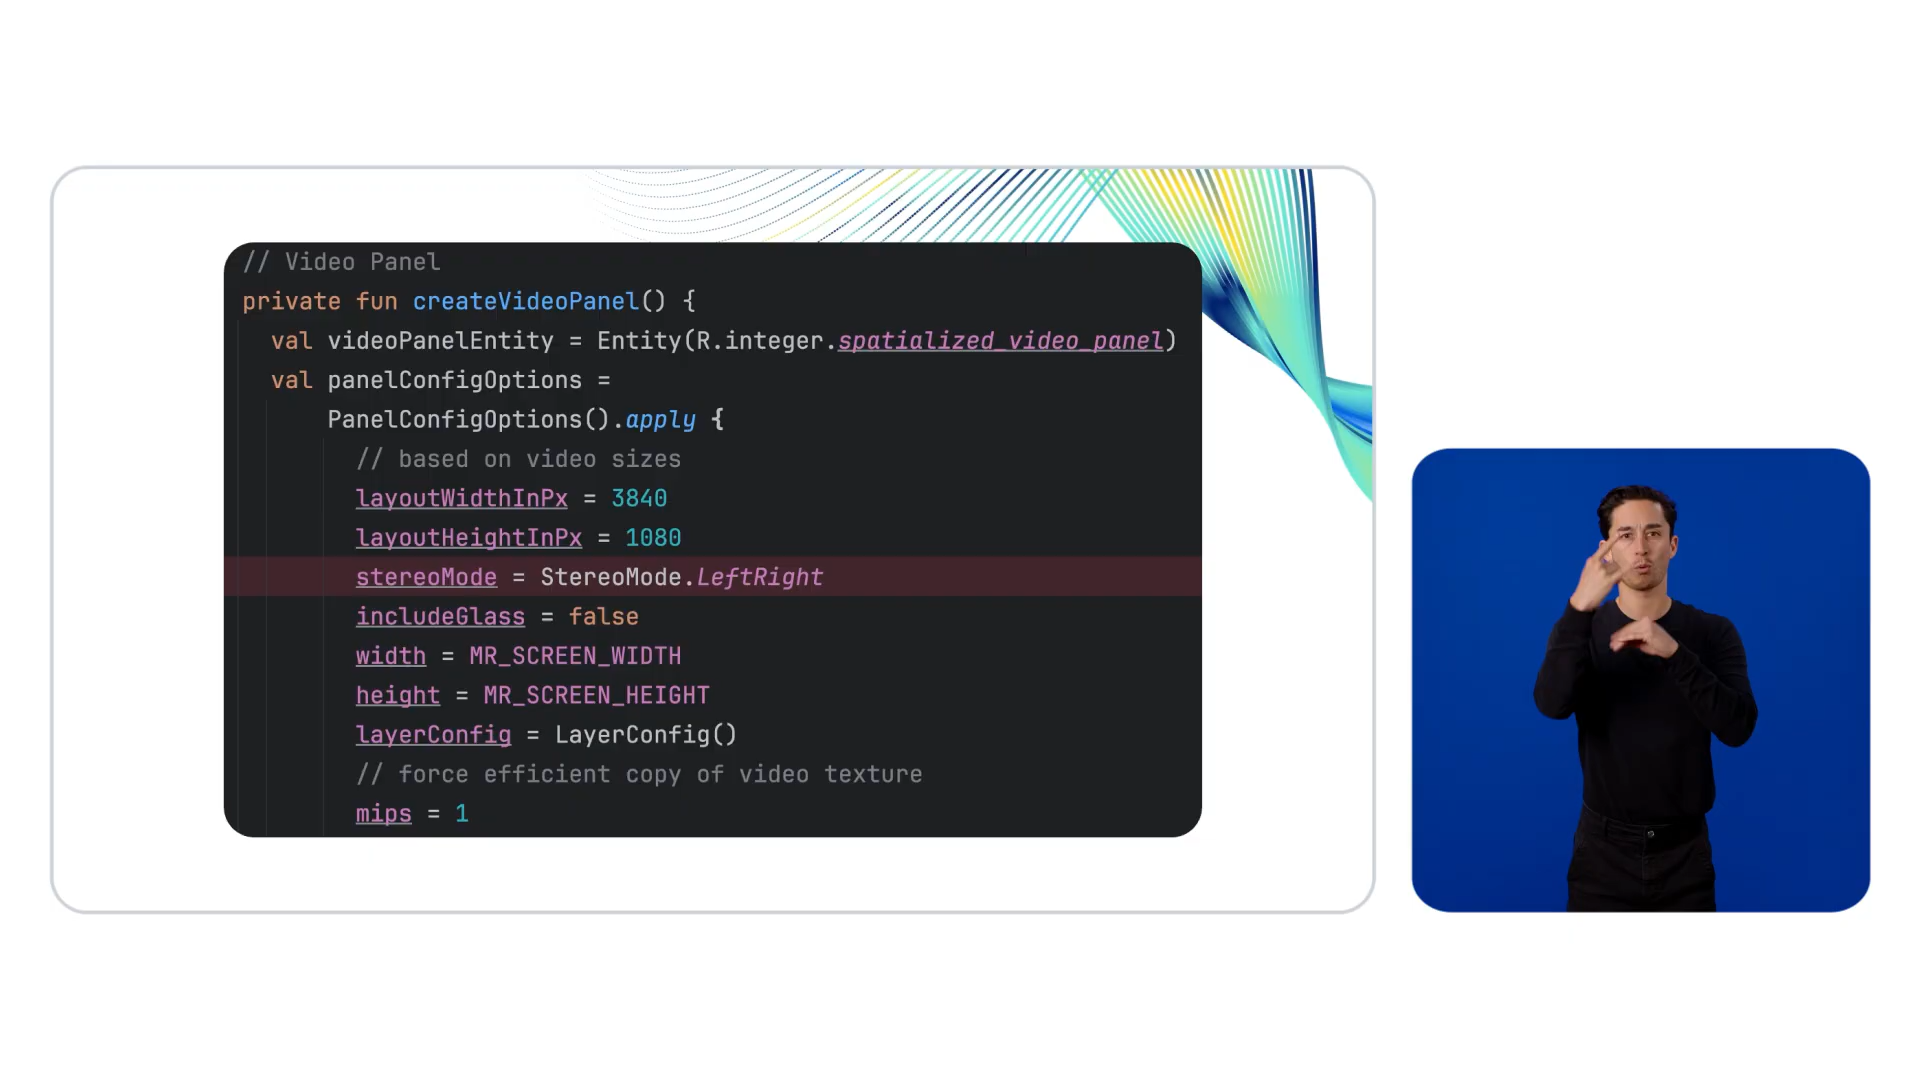 // Video Panel
private fun createVideoPanel() {
val videoPanelEntity = Entity(R.integer.spatialized_video_panel)
val panelConfigOptions =
PanelConfigOptions().apply {
// based on video sizes
layoutWidthInPx = 3840
layoutHeightInPx = 1080
stereoMode = StereoMode.LeftRight
includeGlass = false
width = MR_SCREEN_WIDTH
height = MR_SCREEN_HEIGHT
layerConfig = LayerConfig()
// force efficient copy of video texture
mips = 1